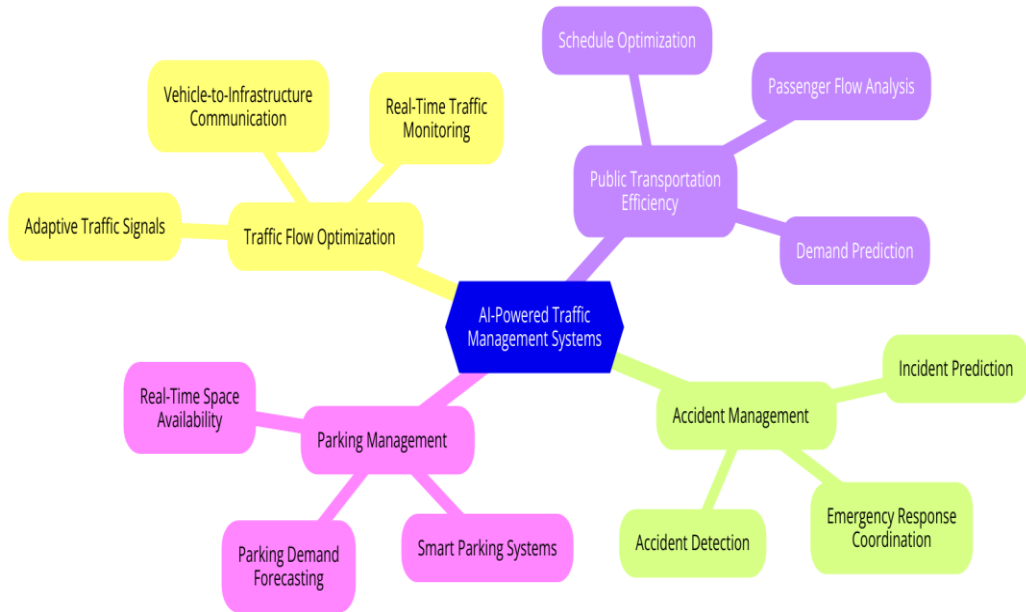 Schedule Optimization
Passenger Flow Analysis
Public Transportation
Efficiency
Demand Prediction
Vehicle-to-Infrastructure
Communication
Real-Time Traffic
Monitoring
Adaptive Traffic Signals
Traffic Flow Optimization
AI-Powered Traffic
Management Systems
Real-Time Space
Availability
Parking Management
Parking Demand
Forecasting
Smart Parking Systems
Incident Prediction
Accident Management
Accident Detection
Emergency Response
Coordination